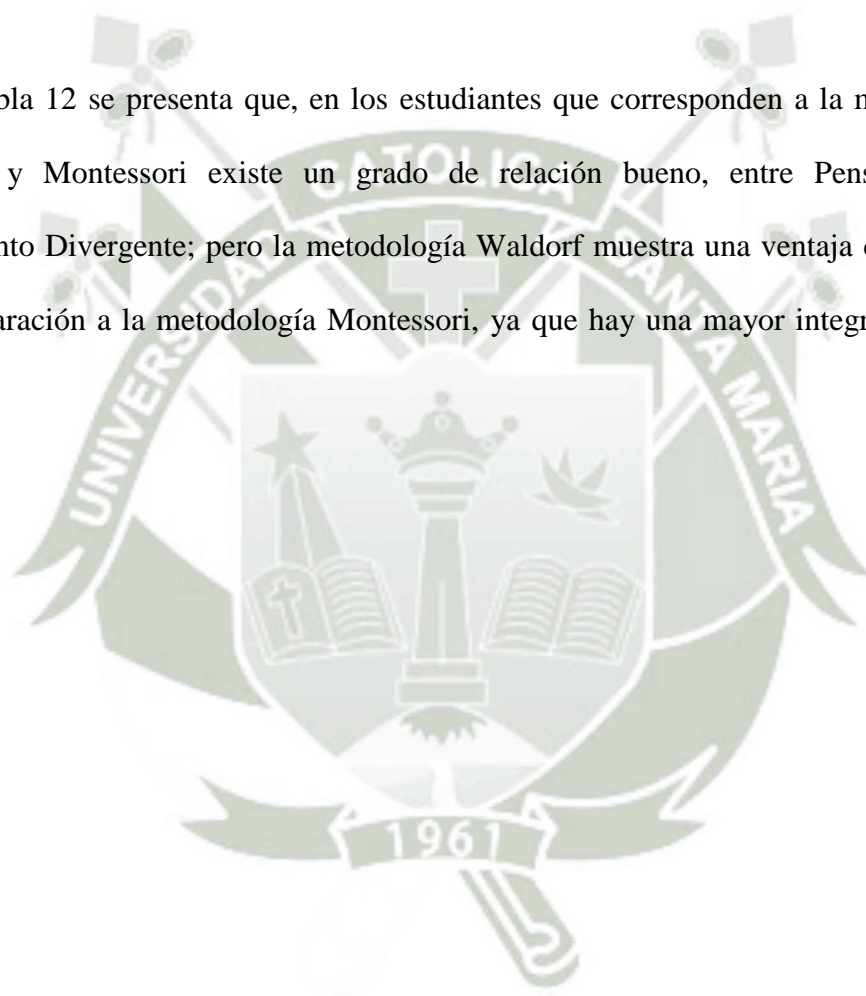 bla 12 se presenta que, en los estudiantes que corresponden a la m
y Montessori existe un grado de relación bueno, entre Pens
nto Divergente; pero la metodología Waldorf muestra una ventaja
aración a la metodología Montessori, ya que hay una mayor integr
UNIVERSIDAD CATOLICA SANTA MARIA
1961